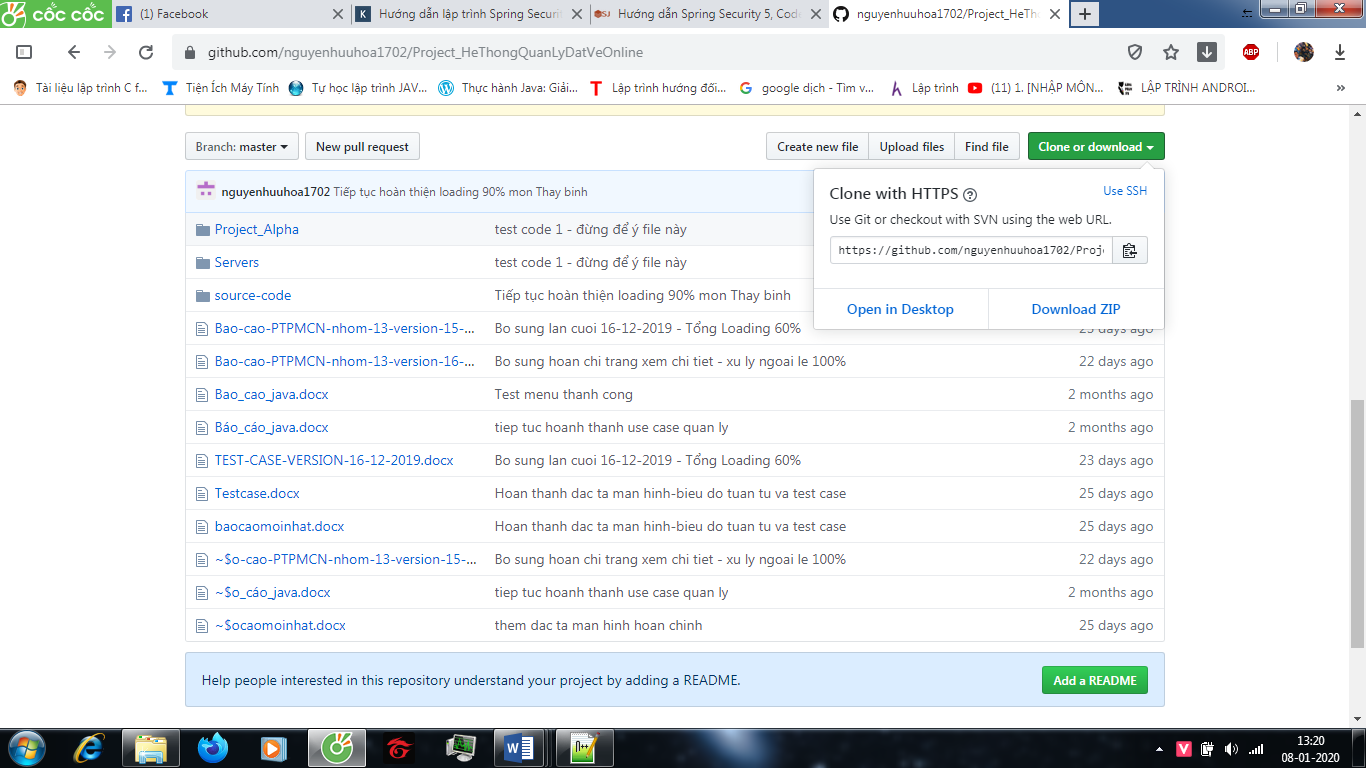 cốc cốc
(1) Facebook
Hướng dẫn lập trình Spring Securi
Hướng dẫn Spring Security 5, Code
nguyenhuuhoa1702/Project_HeTho
github.com/nguyenhuuhoa1702/Project_HeThongQuanLyDatVeOnline
ABP
Tài liệu lập trình C f...
Tiện Ích Máy Tính
Tự học lập trình JAV...
Thực hành Java: Giải...
Lập trình hướng đối...
google dịch - Tìm v...
Lập trình
(11) 1. [NHẬP MÔN...
LẬP TRÌNH ANDROI...
»
Branch: master
New pull request
Create new file
Upload files
Find file
Clone or download
nguyenhuuhoa1702 Tiếp tục hoàn thiện loading 90% mon Thay binh
Clone with HTTPS
Use SSH
Use Git or checkout with SVN using the web URL.
https://github.com/nguyenhuuhoa1702/Proje
Open in Desktop
Download ZIP
Project_Alpha test code 1 - đừng để ý file này
Servers test code 1 - đừng để ý file này
source-code Tiếp tục hoàn thiện loading 90% mon Thay binh
Bao-cao-PTPMCN-nhom-13-version-15-... Bo sung lan cuoi 16-12-2019 - Tổng Loading 60% 23 days ago
Bao-cao-PTPMCN-nhom-13-version-16-... Bo sung hoan chi trang xem chi tiet - xu ly ngoai le 100% 22 days ago
Bao_cao_java.docx Test menu thanh cong 2 months ago
Báo_cáo_java.docx tiep tuc hoanh thanh use case quan ly 2 months ago
TEST-CASE-VERSION-16-12-2019.docx Bo sung lan cuoi 16-12-2019 - Tổng Loading 60% 23 days ago
Testcase.docx Hoan thanh dac ta man hinh-bieu do tuan tu va test case 25 days ago
baocaomoinhat.docx Hoan thanh dac ta man hinh-bieu do tuan tu va test case 25 days ago
~$o-cao-PTPMCN-nhom-13-version-15-... Bo sung hoan chi trang xem chi tiet - xu ly ngoai le 100% 22 days ago
~$o_cáo_java.docx tiep tuc hoanh thanh use case quan ly 2 months ago
~$ocaomoinhat.docx them dac ta man hinh hoan chinh 25 days ago
Help people interested in this repository understand your project by adding a README.
Add a README
13:20
08-01-2020